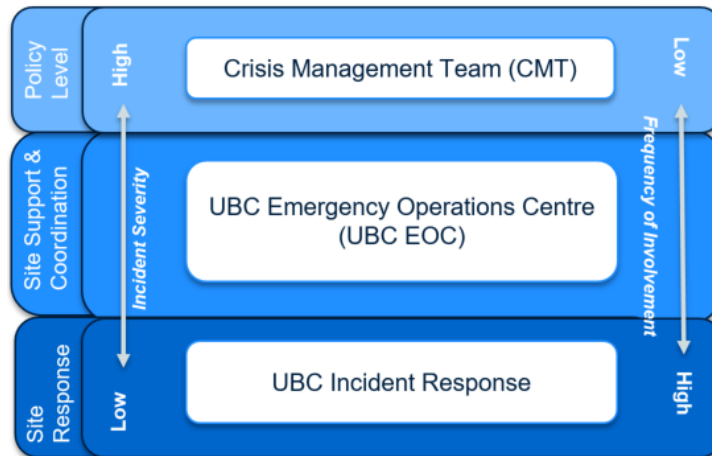 Policy
Level
High
Crisis Management Team (CMT)
Low
Site Support &
Coordination
Incident Severity
UBC Emergency Operations Centre
(UBC EOC)
Frequency of Involvement
Site
Response
Low
UBC Incident Response
High